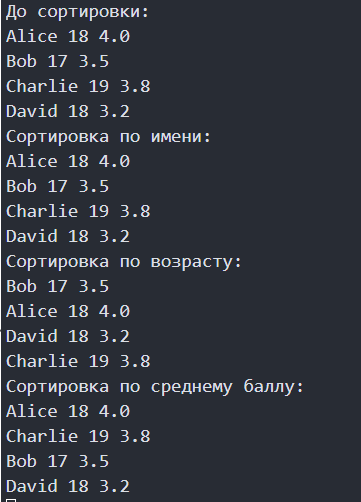 До сортировки:
Alice 18 4.0
Bob 17 3.5
Charlie 19 3.8
David 18 3.2
Сортировка по имени:
Alice 18 4.0
Bob 17 3.5
Charlie 19 3.8
David 18 3.2
Сортировка по возрасту:
Bob 17 3.5
Alice 18 4.0
David 18 3.2
Charlie 19 3.8
Сортировка по среднему баллу:
Alice 18 4.0
Charlie 19 3.8
Bob 17 3.5
David 18 3.2